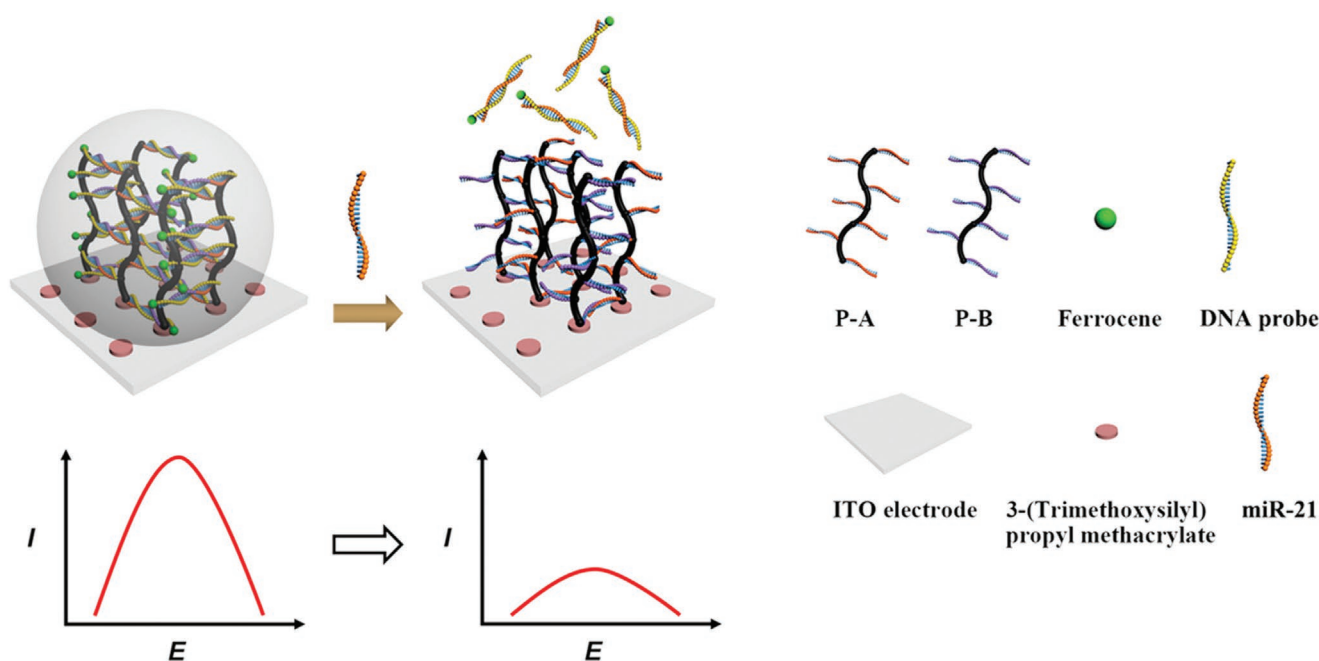 P-A
P-B
Ferrocene
DNA probe
ITO electrode
3-(Trimethoxysilyl)
propyl methacrylate
miR-21
I
E
I
E